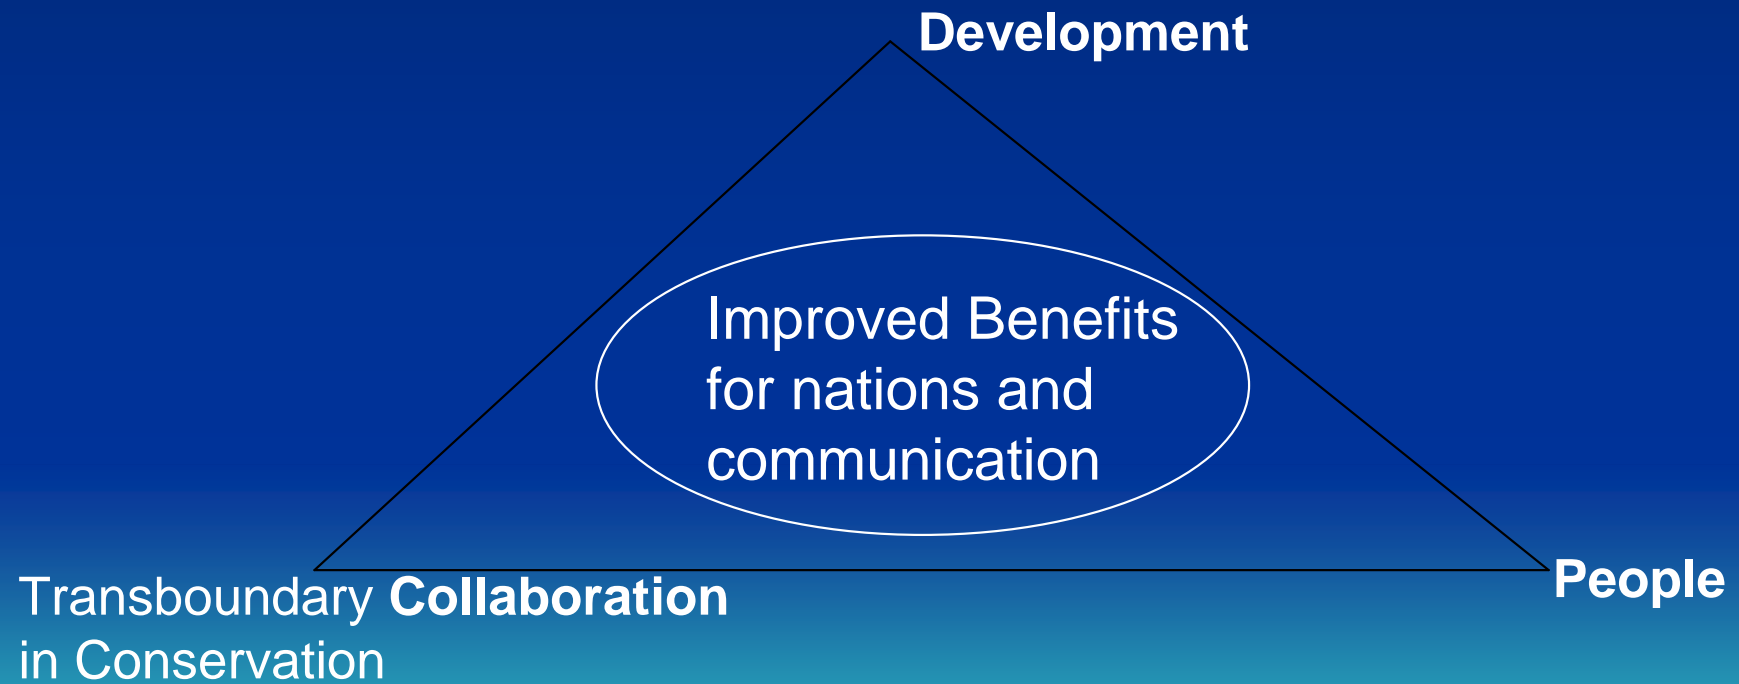 Development
Improved Benefits
for nations and
communication
People
Transboundary Collaboration
in Conservation